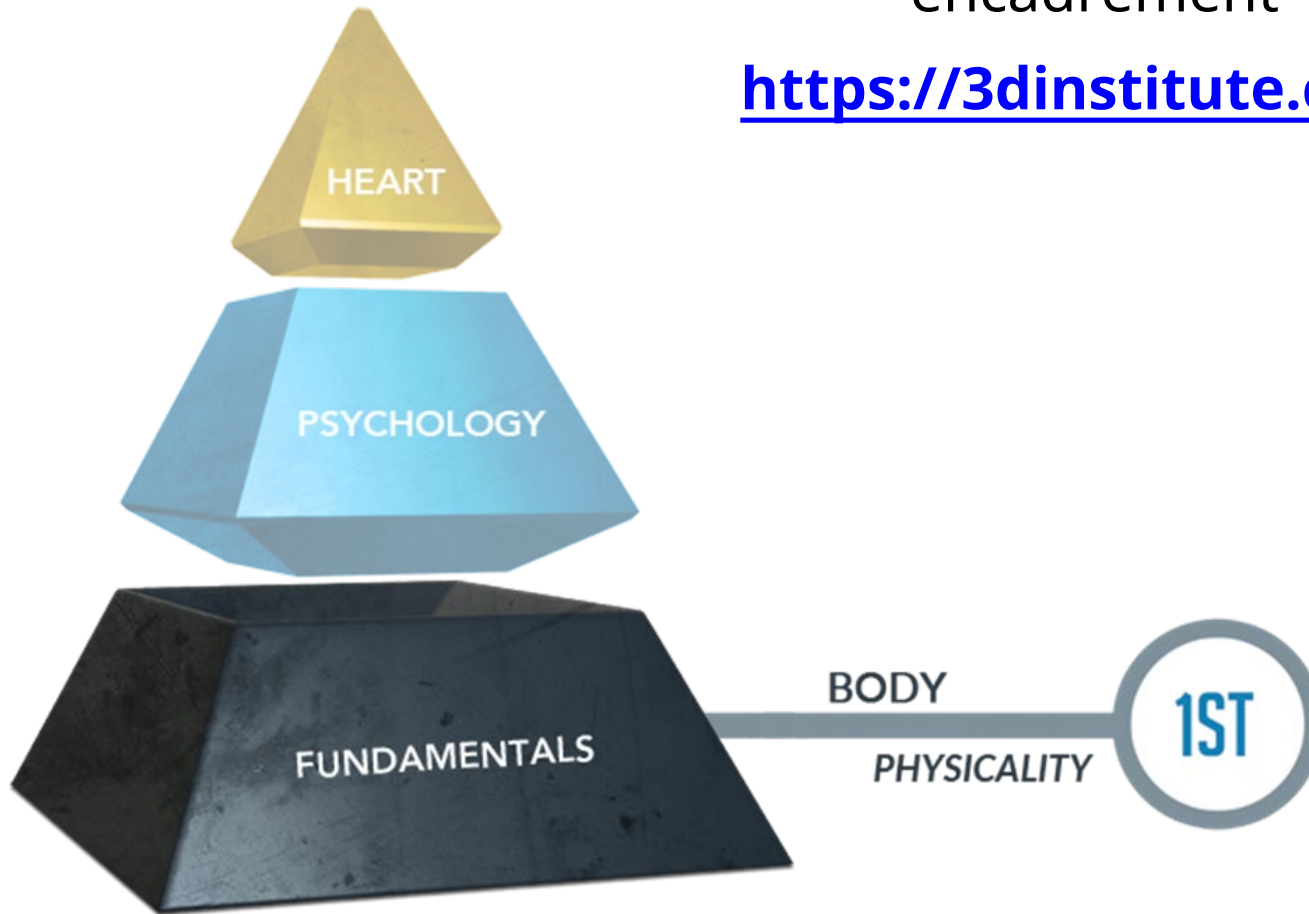 encadrement
https://3dinstitute.
HEART
PSYCHOLOGY
FUNDAMENTALS
BODY
PHYSICALITY
1ST